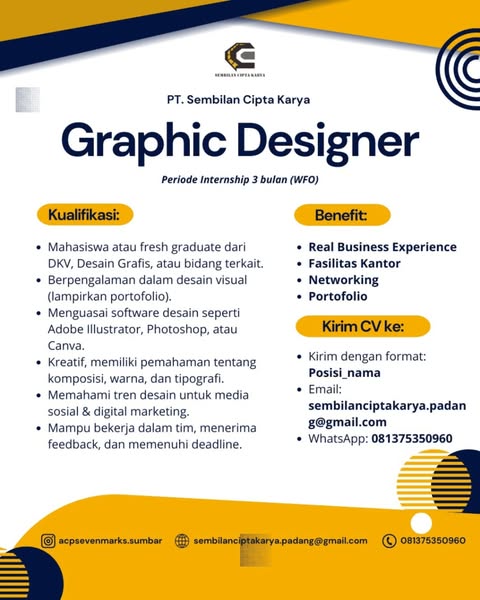 SEMBILAN CIPTA KARYA
PT. Sembilan Cipta Karya
Graphic Designer
Periode Internship 3 bulan (WFO)
Kualifikasi:
• Mahasiswa atau fresh graduate dari
DKV, Desain Grafis, atau bidang terkait.
• Berpengalaman dalam desain visual
(lampirkan portofolio).
• Menguasai software desain seperti
Adobe Illustrator, Photoshop, atau
Canva.
• Kreatif, memiliki pemahaman tentang
komposisi, warna, dan tipografi.
• Memahami tren desain untuk media
sosial & digital marketing.
• Mampu bekerja dalam tim, menerima
feedback, dan memenuhi deadline.
Benefit:
• Real Business Experience
• Fasilitas Kantor
• Networking
• Portofolio
Kirim CV ke:
• Kirim dengan format:
Posisi_nama
• Email:
sembilanciptakarya.padan
g@gmail.com
• WhatsApp: 081375350960
acpsevenmarks.sumbar
sembilanciptakarya.padang@gmail.com
081375350960